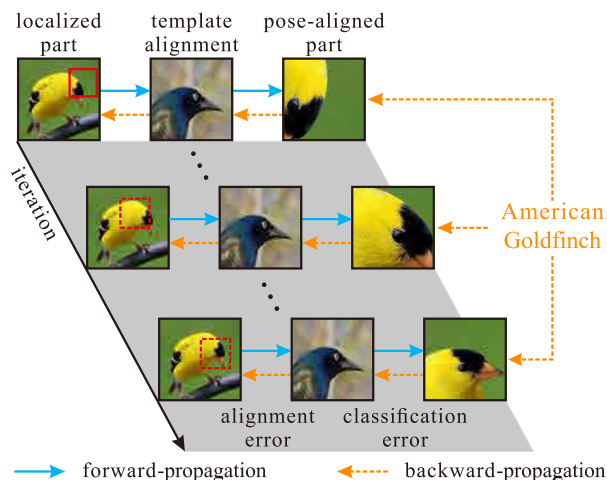 localized
part
template
alignment
pose-aligned
part
iteration
American
Goldfinch
alignment
error
classification
error
forward-propagation
backward-propagation